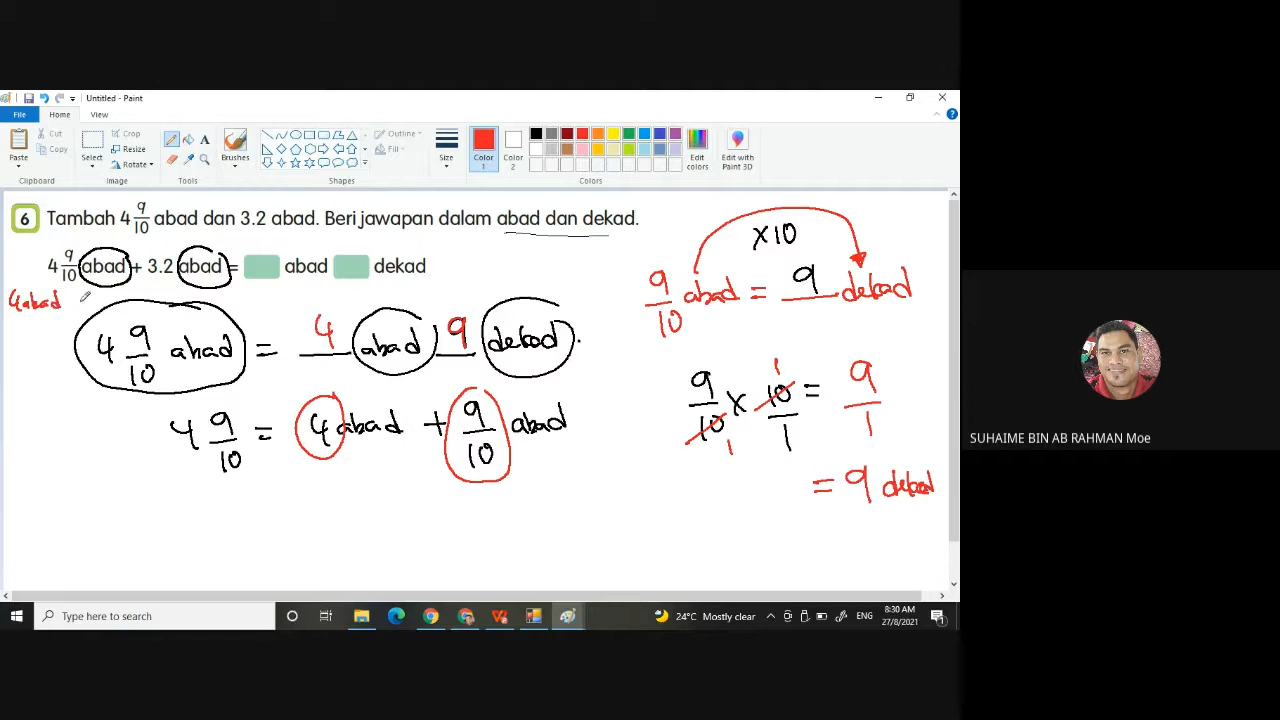 Untitled - Paint
File Home View
Paste Cut Copy Select Crop Resize Rotate Brushes Outline Fill Size Color 1 Color 2 Edit colors Edit with Paint 3D
Clipboard Image Tools Shapes Colors
6 Tambah 4 9/10 abad dan 3.2 abad. Beri jawapan dalam abad dan dekad.
4 9/10 abad + 3.2 abad = abad dekad
4abad
4 9/10 abad = 4 abad 9 dekad.
4 9/10 = 4 abad + 9/10 abad
x10
9/10 abad = 9 dekad
9/10 x 10/1 = 9/1
1 1
= 9 dekad
SUHAIME BIN AB RAHMAN Moe
Type here to search
24°C Mostly clear ENG 8:30 AM
27/8/2021 1